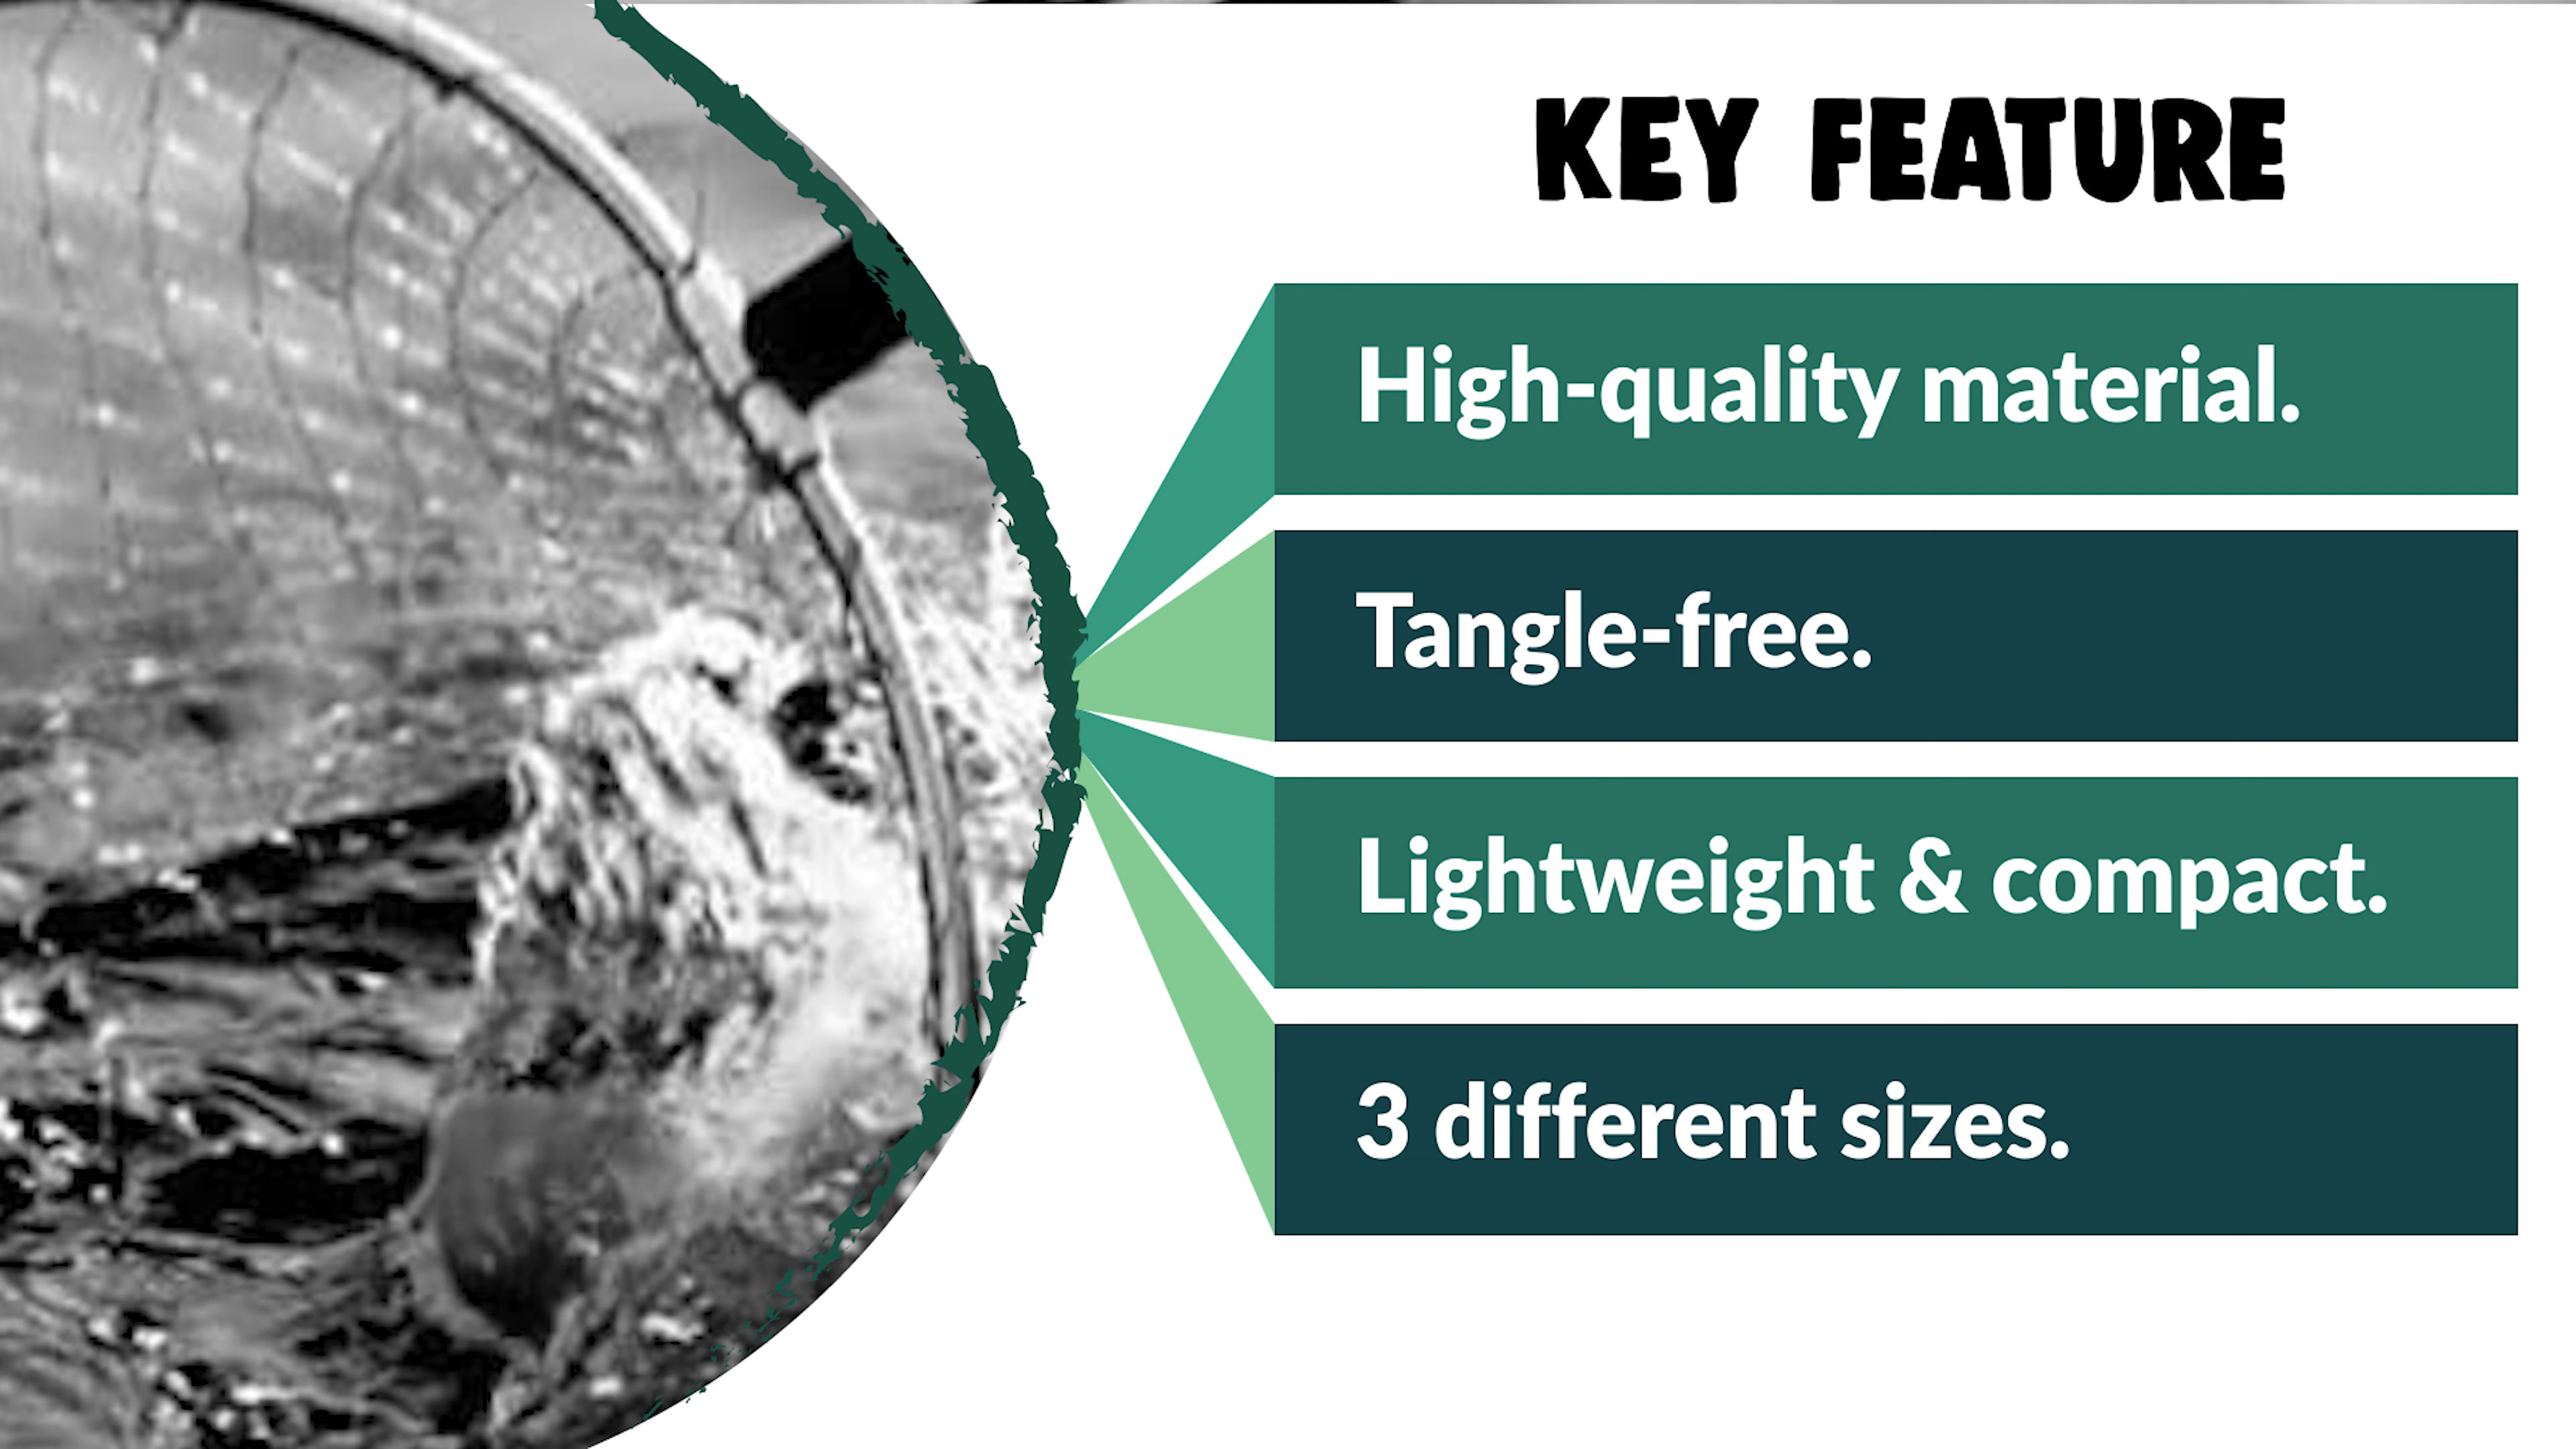 KEY FEATURE
High-quality material.
Tangle-free.
Lightweight & compact.
3 different sizes.